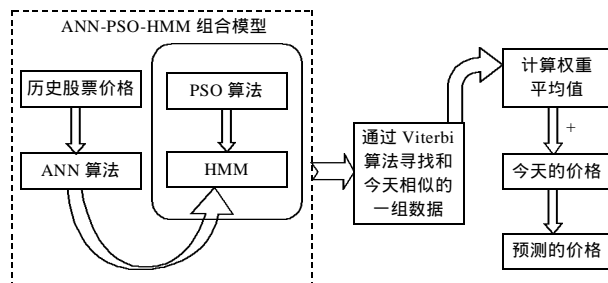 ANN-PSO-HMM 组合模型
历史股票价格
ANN 算法
PSO 算法
HMM
通过 Viterbi
算法寻找和
今天相似的
一组数据
计算权重
平均值
+
今天的价格
预测的价格